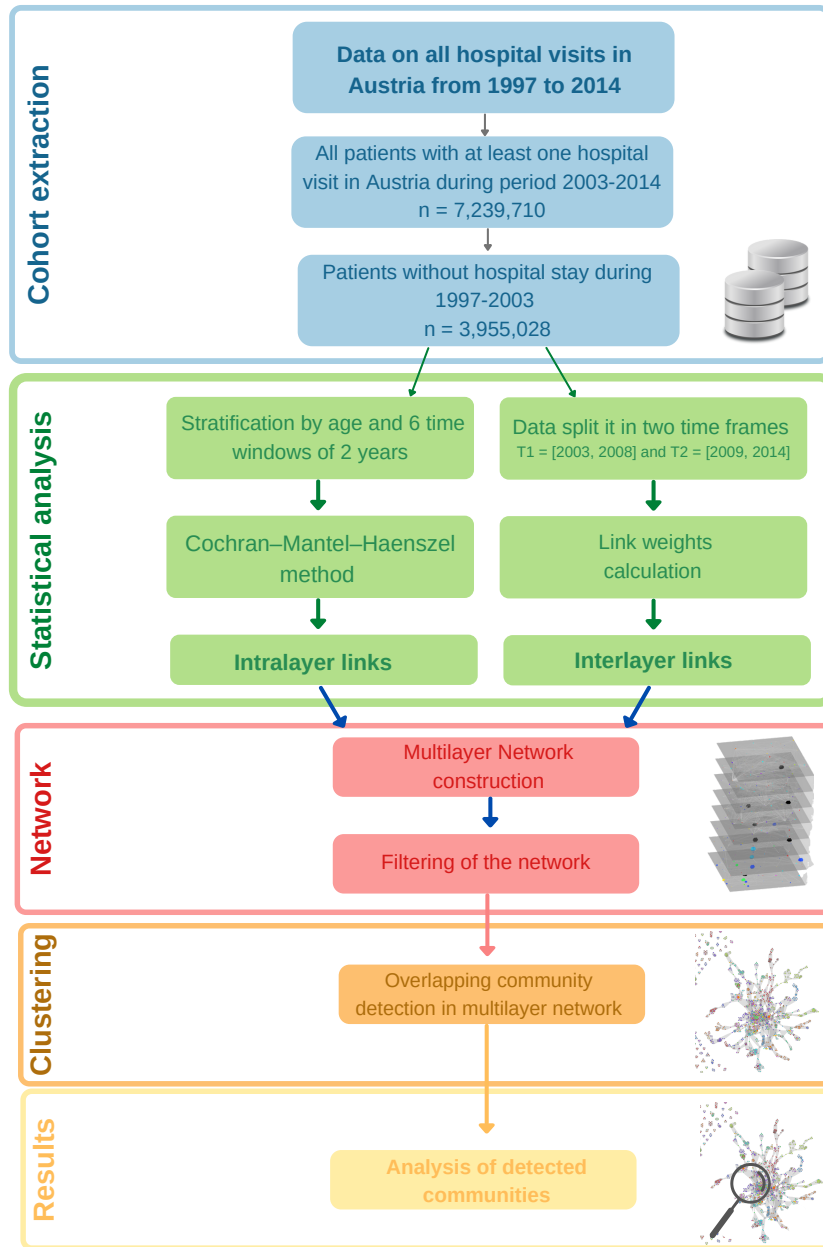 Cohort extraction
Data on all hospital visits in
Austria from 1997 to 2014
All patients with at least one hospital
visit in Austria during period 2003-2014
n = 7,239,710
Patients without hospital stay during
1997-2003
n = 3,955,028
Statistical analysis
Stratification by age and 6 time
windows of 2 years
Data split it in two time frames
T1 = [2003, 2008] and T2 = [2009, 2014]
Cochran–Mantel–Haenszel
method
Link weights
calculation
Intralayer links
Interlayer links
Network
Multilayer Network
construction
Filtering of the network
Clustering
Overlapping community
detection in multilayer network
Results
Analysis of detected
communities